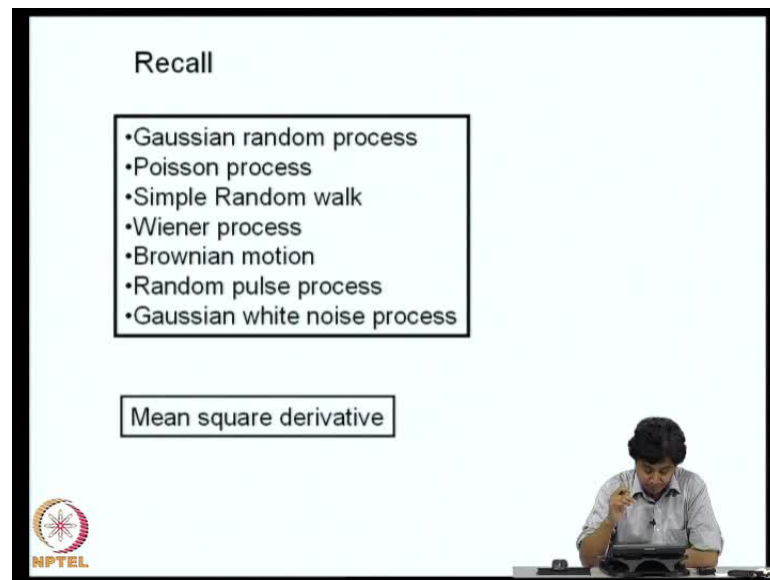 Recall
•Gaussian random process
•Poisson process
•Simple Random walk
•Wiener process
•Brownian motion
•Random pulse process
•Gaussian white noise process
Mean square derivative
NPTEL